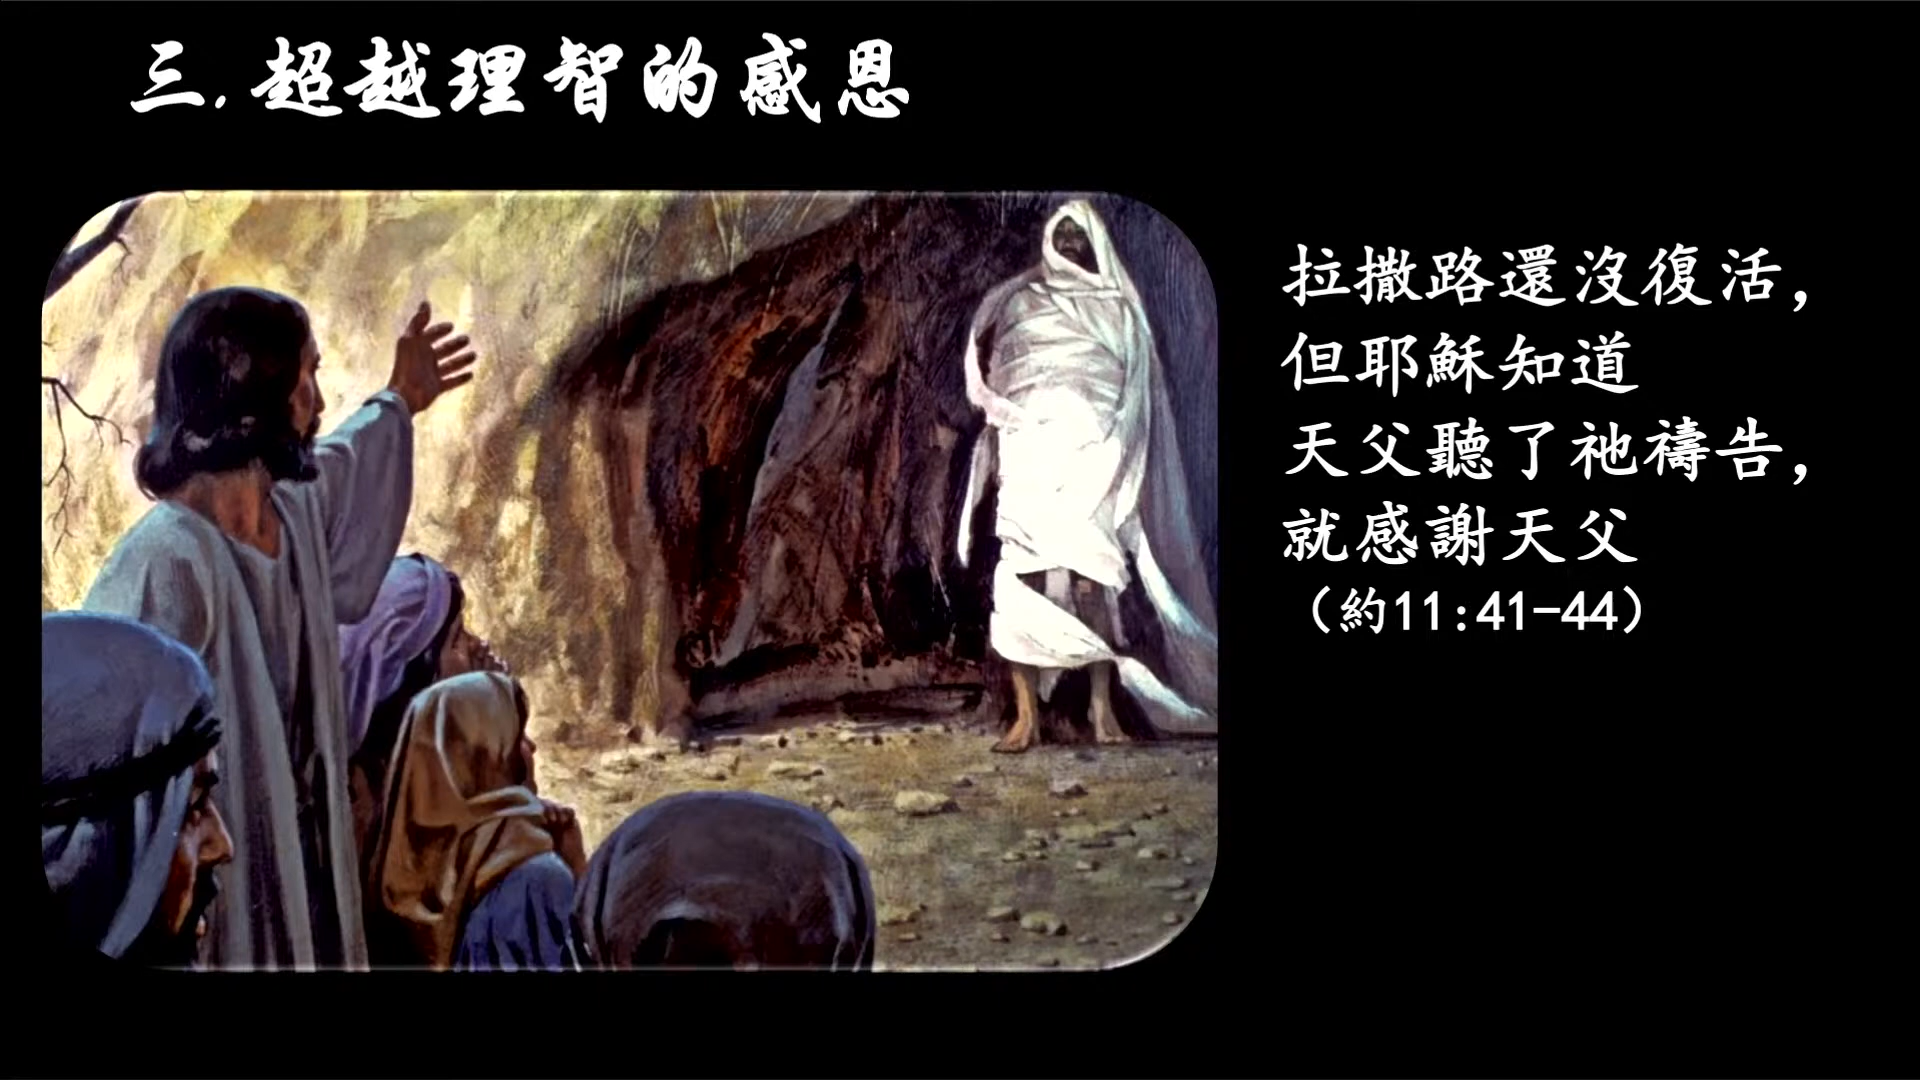 三.超越理智的感恩
拉撒路還沒復活，
但耶穌知道
天父聽了祂禱告，
就感謝天父
（約11:41-44）